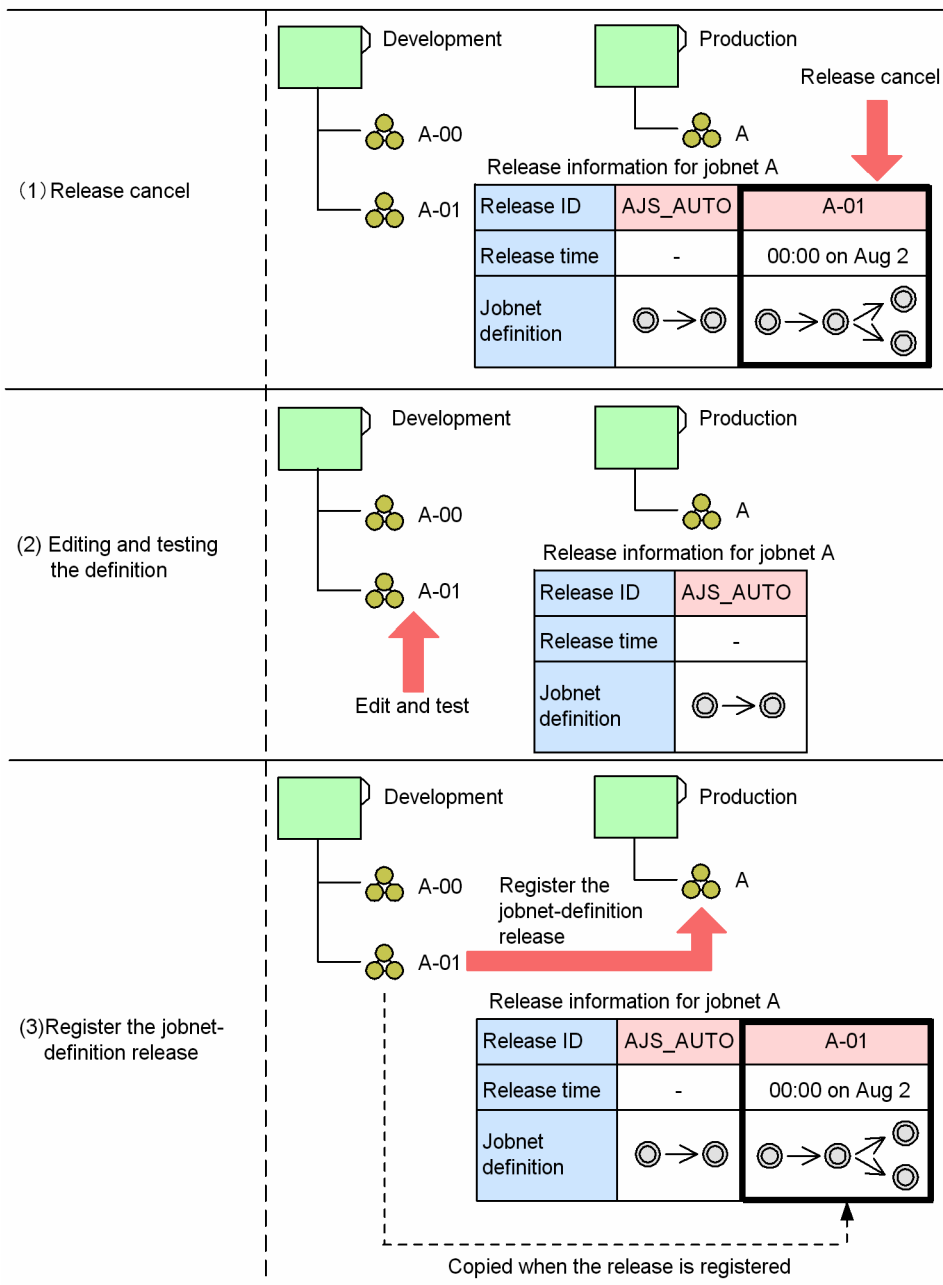 (1) Release cancel
Development
Production
Release cancel
A-00
A
A-01
Release information for jobnet A
Release ID
AJS_AUTO
A-01
Release time
-
00:00 on Aug 2
Jobnet
definition
(2) Editing and testing
the definition
Development
Production
A-00
A
A-01
Edit and test
Release information for jobnet A
Release ID
AJS_AUTO
Release time
-
Jobnet
definition
(3)Register the jobnet-
definition release
Development
Production
A-00
A
A-01
Register the
jobnet-definition
release
Release information for jobnet A
Release ID
AJS_AUTO
A-01
Release time
-
00:00 on Aug 2
Jobnet
definition
Copied when the release is registered